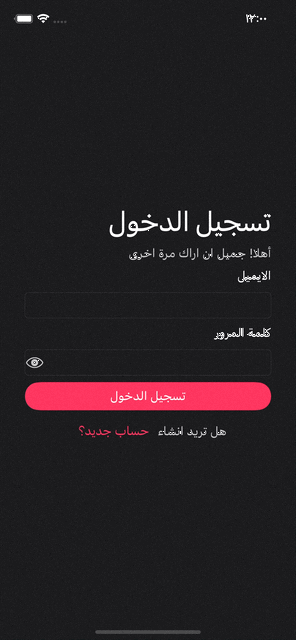 ٢٣:٠٠
تسجيل الدخول
أهلا! جميل ان اراك مرة اخرى
الايميل
كلمة المرور
تسجيل الدخول
هل تريد انشاء حساب جديد؟